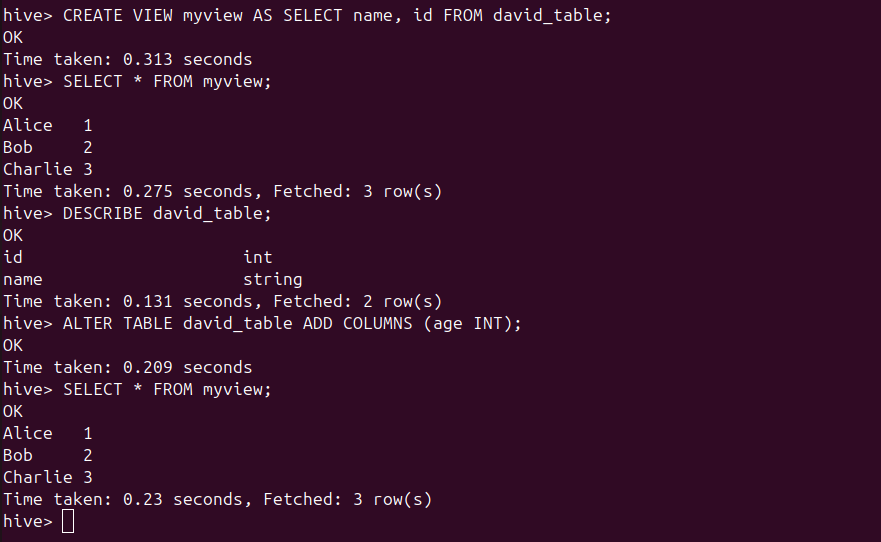 hive> CREATE VIEW myview AS SELECT name, id FROM david_table;
OK
Time taken: 0.313 seconds
hive> SELECT * FROM myview;
OK
Alice   1
Bob     2
Charlie 3
Time taken: 0.275 seconds, Fetched: 3 row(s)
hive> DESCRIBE david_table;
OK
id                      int
name                    string
Time taken: 0.131 seconds, Fetched: 2 row(s)
hive> ALTER TABLE david_table ADD COLUMNS (age INT);
OK
Time taken: 0.209 seconds
hive> SELECT * FROM myview;
OK
Alice   1
Bob     2
Charlie 3
Time taken: 0.23 seconds, Fetched: 3 row(s)
hive>